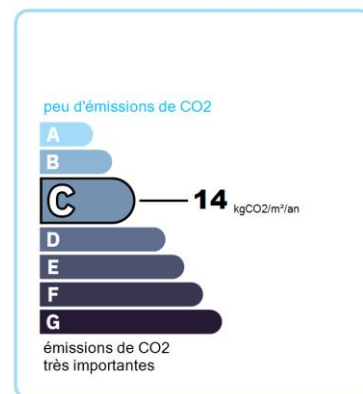 peu d'émissions de CO2
A
B
C 14 kgCO2/m²/an
D
E
F
G
émissions de CO2
très importantes